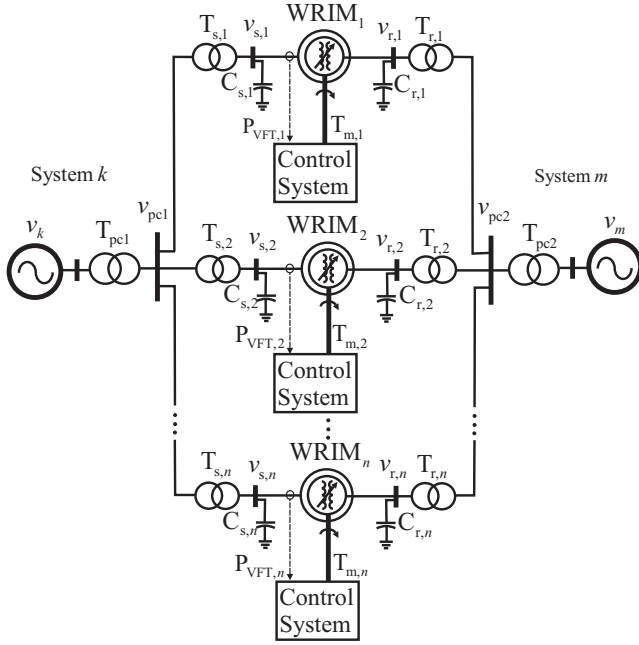 WRIM1
Ts,1
vs,1
vr,1
Tr,1
Cs,1
Cr,1
PVFT,1
Tm,1
Control
System
System k
System m
vk
Tpc1
vpc1
Ts,2
vs,2
WRIM2
vr,2
Tr,2
vpc2
Tpc2
vm
Cs,2
Cr,2
PVFT,2
Tm,2
Control
System
WRIMn
Ts,n
vs,n
vr,n
Tr,n
Cs,n
Cr,n
PVFT,n
Tm,n
Control
System